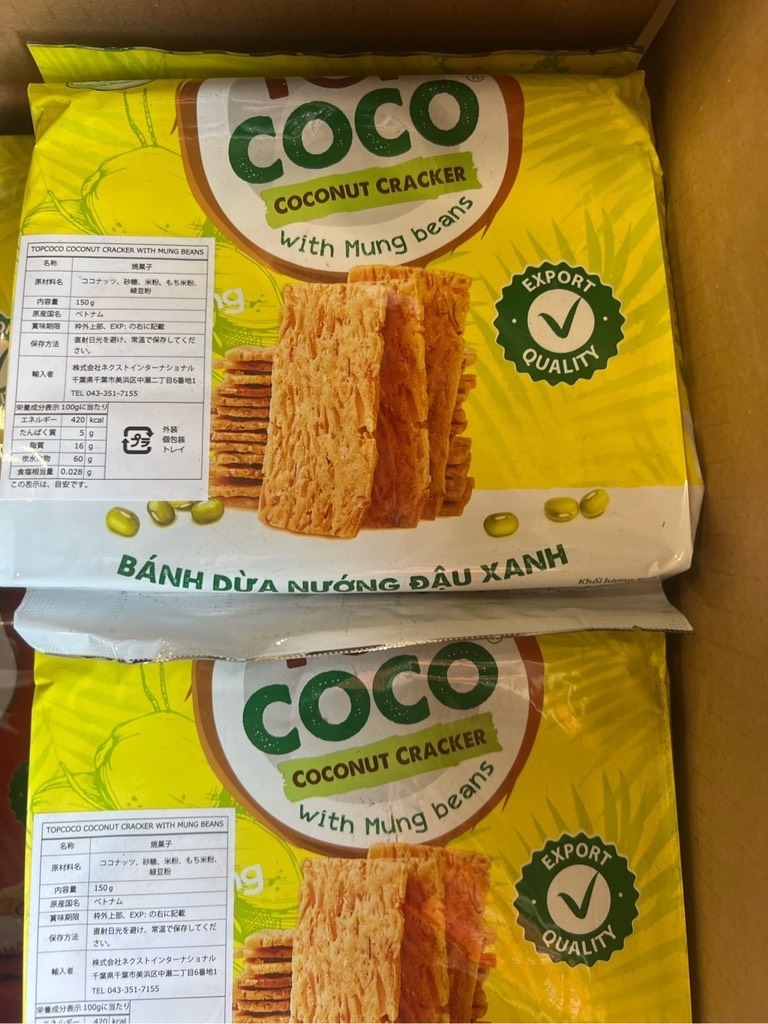 COCO
COCONUT CRACKER
with Mung beans
EXPORT
QUALITY
TOPCOCO COCONUT CRACKER WITH MUNG BEANS
名称 焼菓子
原材料名 ココナッツ、砂糖、米粉、もち米粉、
緑豆粉
内容量 150g
原産国名 ベトナム
賞味期限 枠外上部、EXP: の右に記載
保存方法 直射日光を避け、常温で保存してくだ
さい。
輸入者 株式会社ネクストインターナショナル
千葉県千葉市美浜区中瀬二丁目6番地1
TEL 043-351-7155
栄養成分表示 100gに当たり
エネルギー 420 kcal
たんぱく質 5 g
脂質 16 g
炭水化物 60 g
食塩相当量 0.028 g
この表示は、目安です。
プラ
外装
個包装
トレイ
BÁNH DỪA NƯỚNG ĐẬU XANH
COCO
COCONUT CRACKER
with Mung beans
EXPORT
QUALITY
TOPCOCO COCONUT CRACKER WITH MUNG BEANS
名称 焼菓子
原材料名 ココナッツ、砂糖、米粉、もち米粉、
緑豆粉
内容量 150g
原産国名 ベトナム
賞味期限 枠外上部、EXP: の右に記載
保存方法 直射日光を避け、常温で保存してくだ
さい。
輸入者 株式会社ネクストインターナショナル
千葉県千葉市美浜区中瀬二丁目6番地1
TEL 043-351-7155
栄養成分表示 100gに当たり
エネルギー 420 kcal